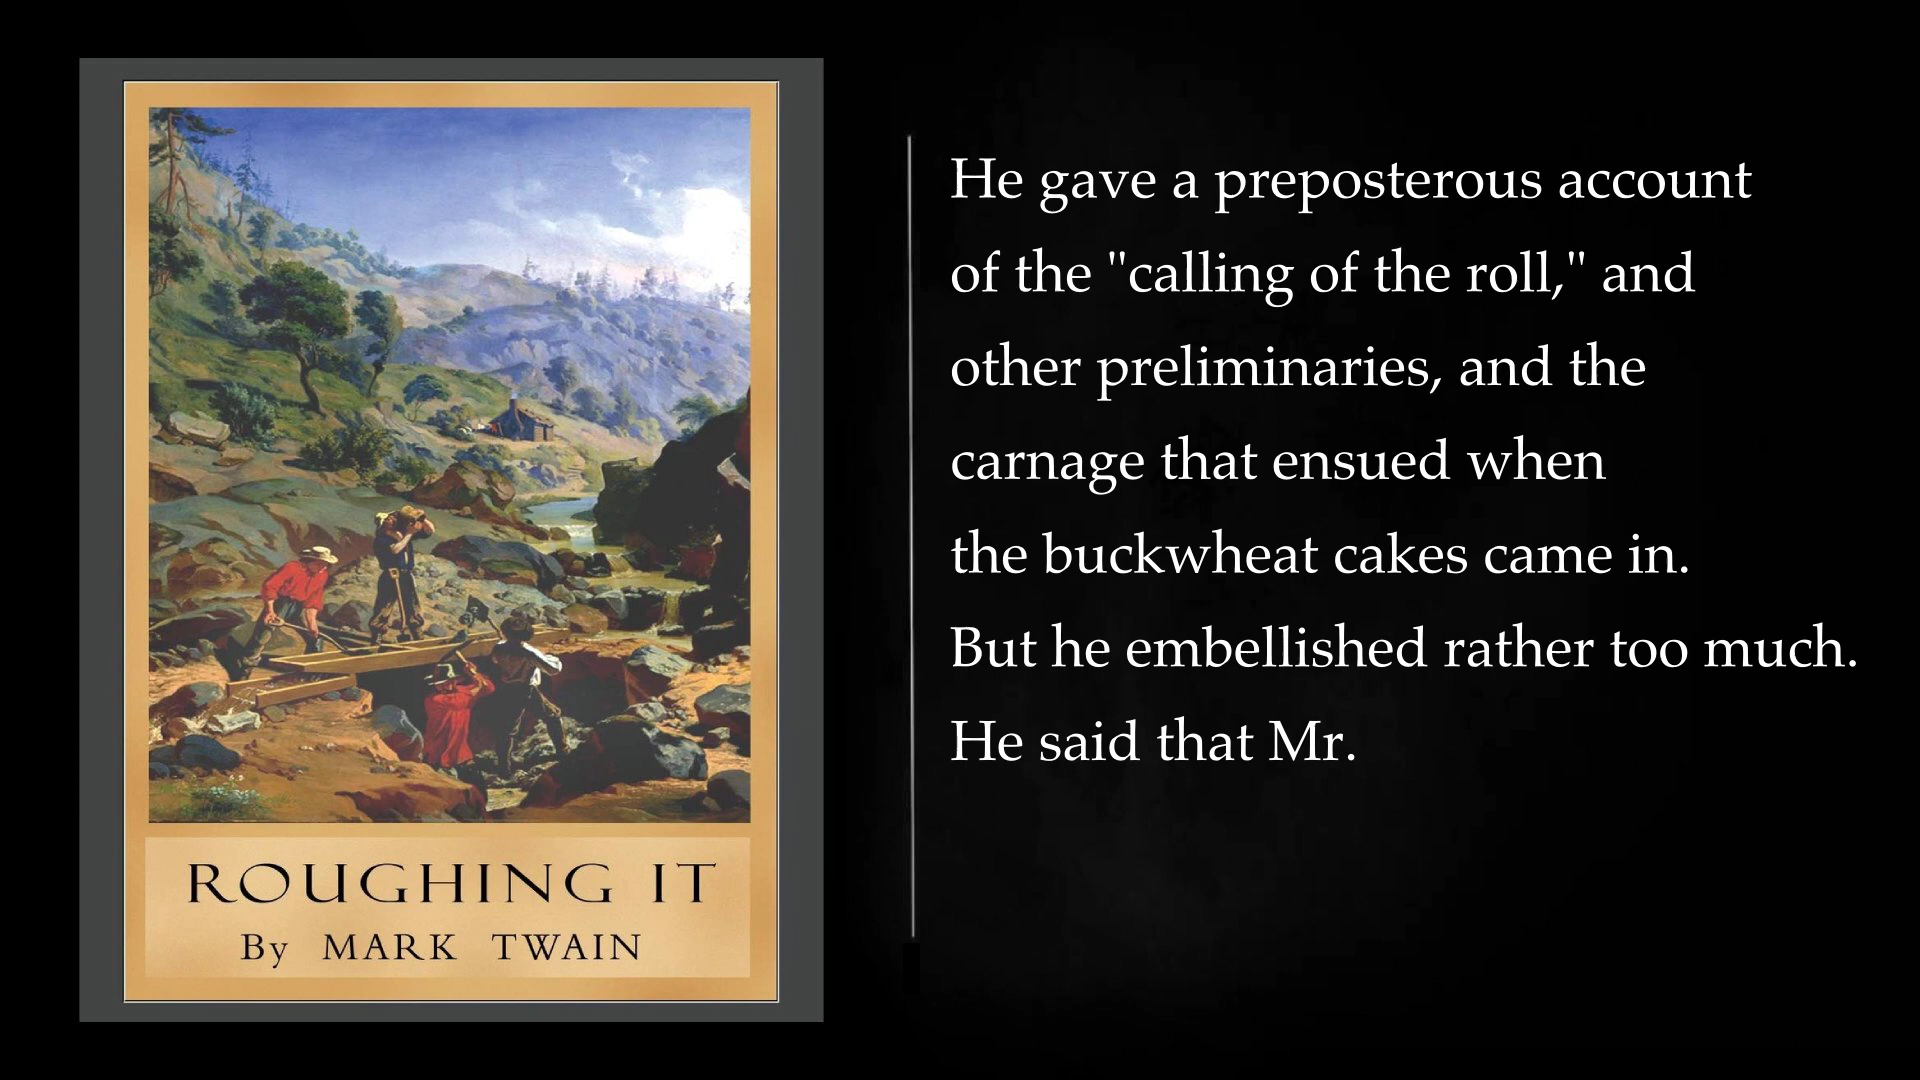 He gave a preposterous account
of the "calling of the roll," and
other preliminaries, and the
carnage that ensued when
the buckwheat cakes came in.
But he embellished rather too much.
He said that Mr.
ROUGHING IT
By MARK TWAIN